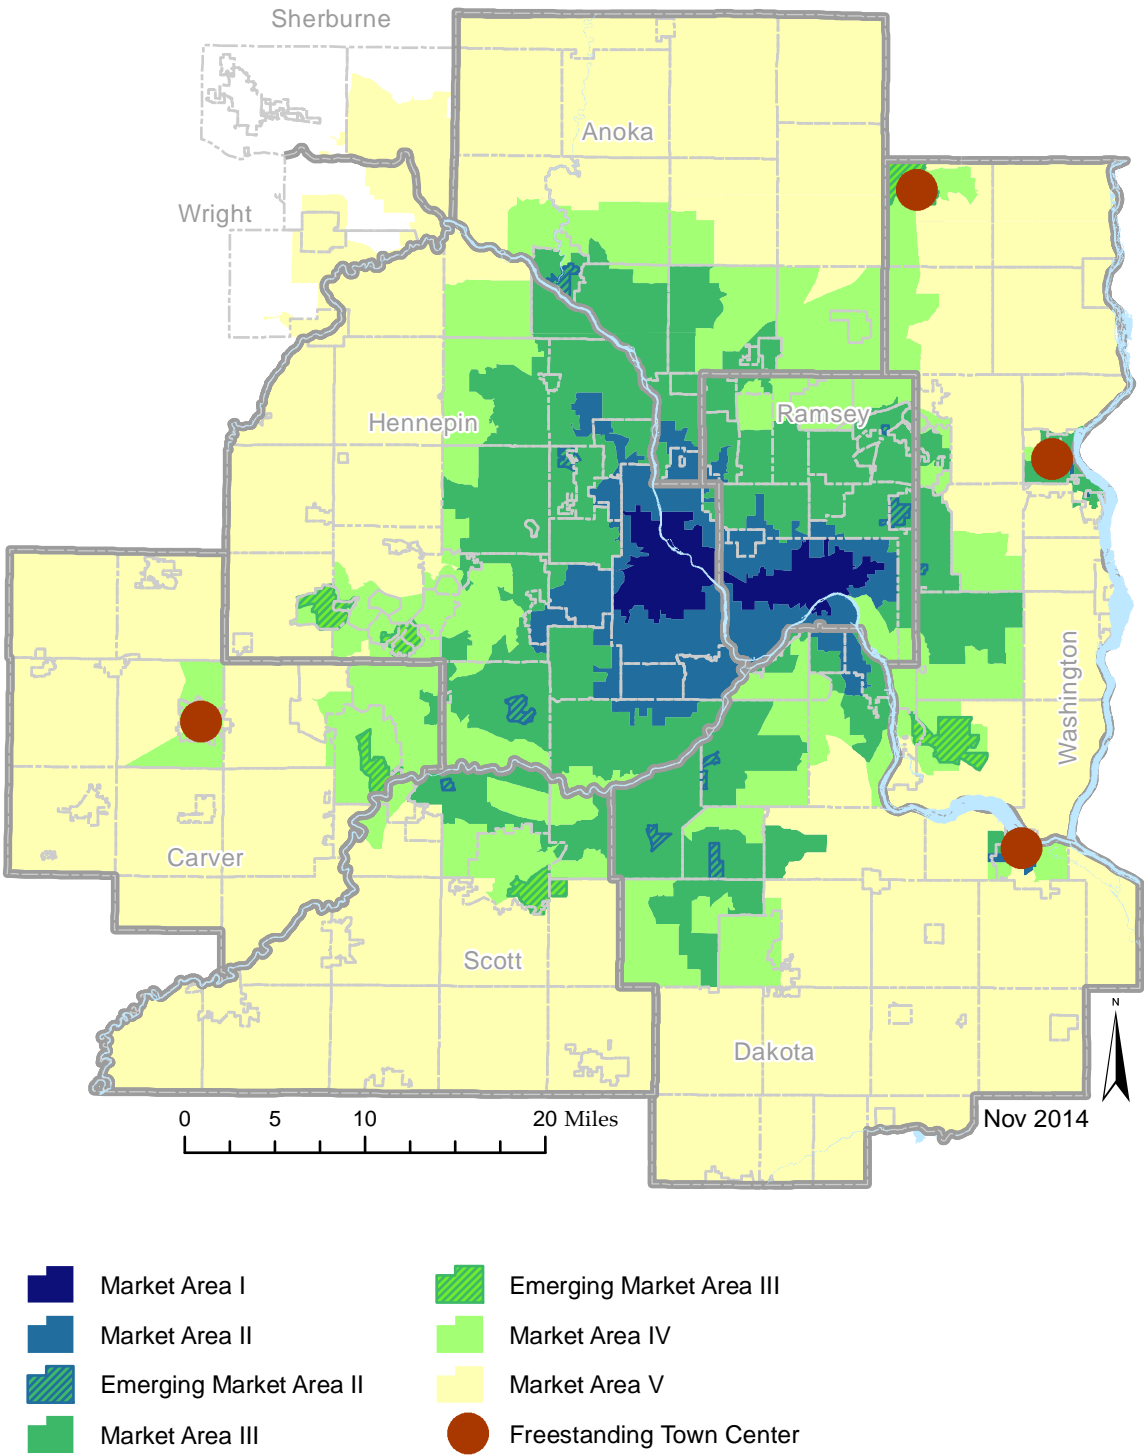 Sherburne
Anoka
Wright
Hennepin
Ramsey
Washington
Carver
Scott
Dakota
N
0 5 10 20 Miles
Nov 2014
Market Area I
Market Area II
Emerging Market Area II
Market Area III
Emerging Market Area III
Market Area IV
Market Area V
Freestanding Town Center